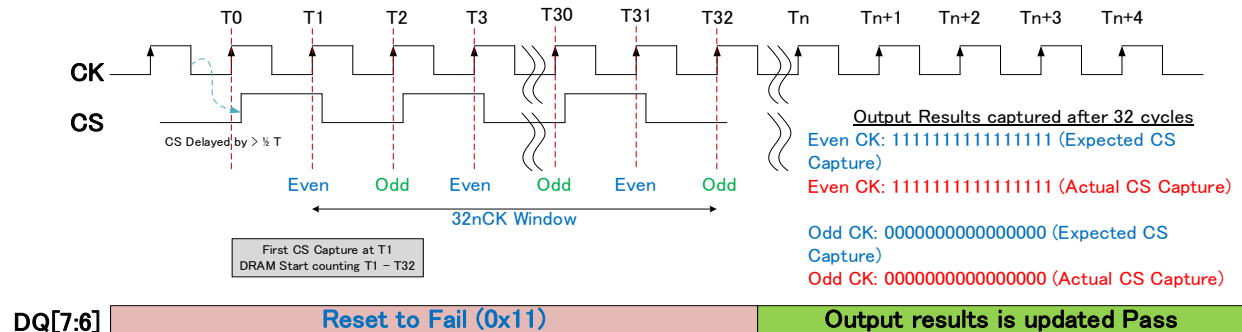 T0 T1 T2 T3 T30 T31 T32 Tn Tn+1 Tn+2 Tn+3 Tn+4
CK
CS
CS Delayed by > ½ T
Output Results captured after 32 cycles
Even CK: 1111111111111111 (Expected CS
Capture)
Even CK: 1111111111111111 (Actual CS Capture)
Odd CK: 0000000000000000 (Expected CS
Capture)
Odd CK: 0000000000000000 (Actual CS Capture)
Even Odd Even Odd Even Odd
32nCK Window
First CS Capture at T1
DRAM Start counting T1 - T32
DQ[7:6] Reset to Fail (0x11) Output results is updated Pass